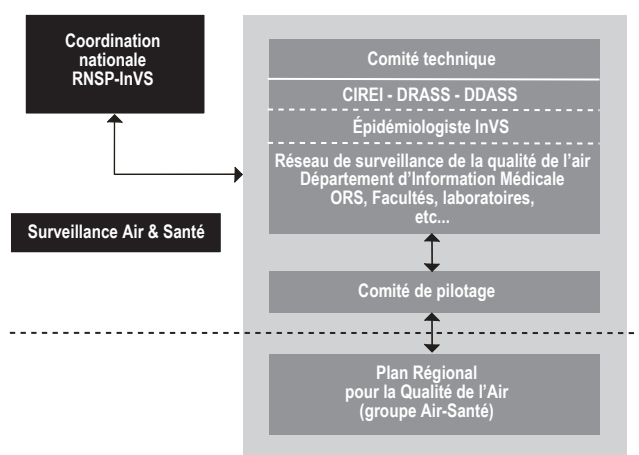 Coordination
nationale
RNSP-InVS
Surveillance Air & Santé
Comité technique
CIREI - DRASS - DDASS
Épidémiologiste InVS
Réseau de surveillance de la qualité de l'air
Département d'Information Médicale
ORS, Facultés, laboratoires,
etc...
Comité de pilotage
Plan Régional
pour la Qualité de l'Air
(groupe Air-Santé)